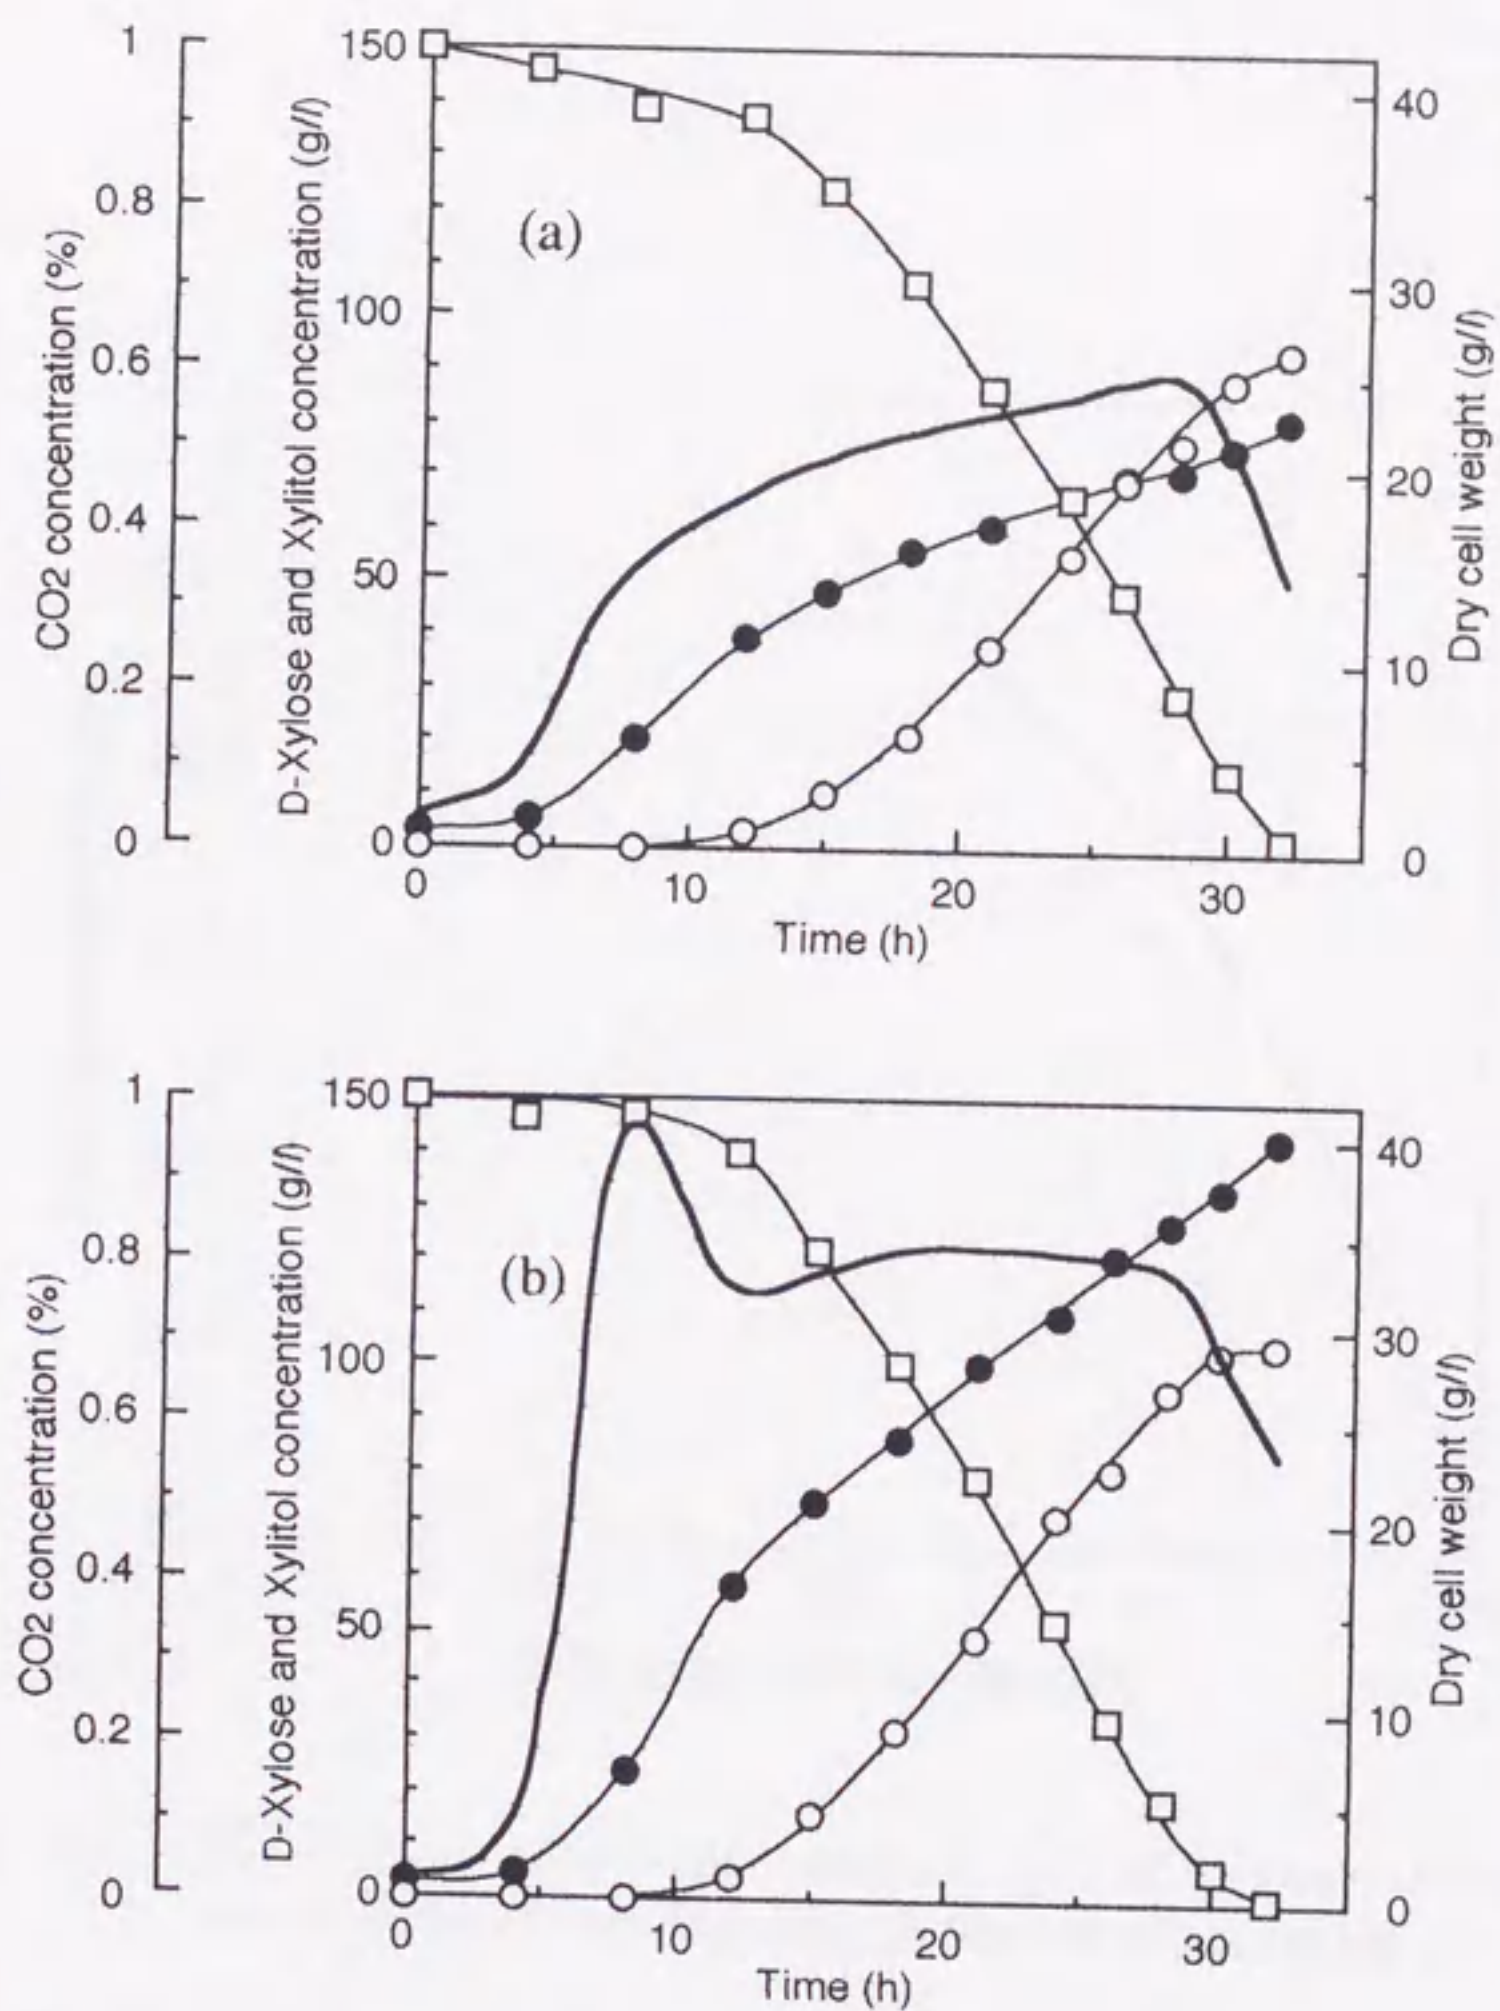 1
0.8
0.6
0.4
0.2
0
CO2 concentration (%)
150
100
50
0
D-Xylose and Xylitol concentration (g/l)
(a)
40
30
20
10
0
Dry cell weight (g/l)
0 10 20 30
Time (h)
1
0.8
0.6
0.4
0.2
0
CO2 concentration (%)
150
100
50
0
D-Xylose and Xylitol concentration (g/l)
(b)
40
30
20
10
0
Dry cell weight (g/l)
0 10 20 30
Time (h)